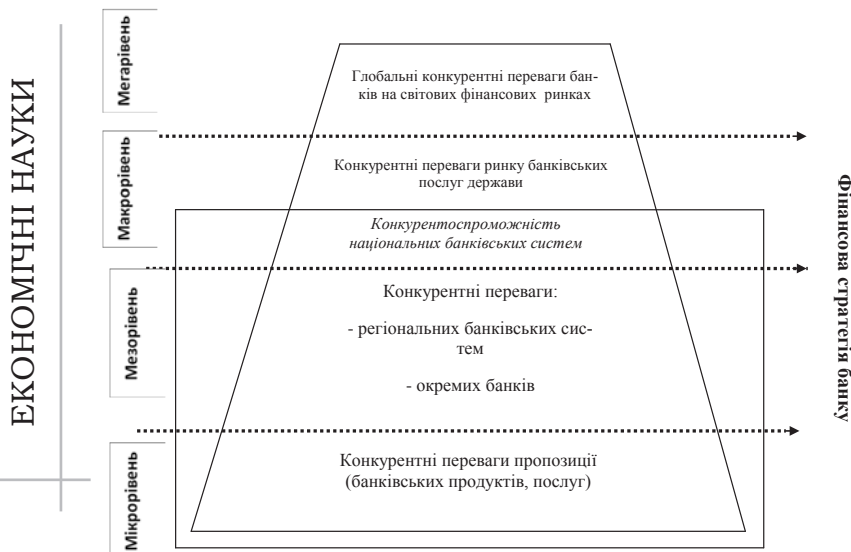 ЕКОНОМІЧНІ НАУКИ
Мегарівень
Глобальні конкурентні переваги бан-
ків на світових фінансових ринках
Макрорівень
Конкурентні переваги ринку банківських
послуг держави
Конкурентоспроможність
національних банківських систем
Мезорівень
Конкурентні переваги:
- регіональних банківських сис-
тем
- окремих банків
Мікрорівень
Конкурентні переваги пропозиції
(банківських продуктів, послуг)
Фінансова стратегія банку